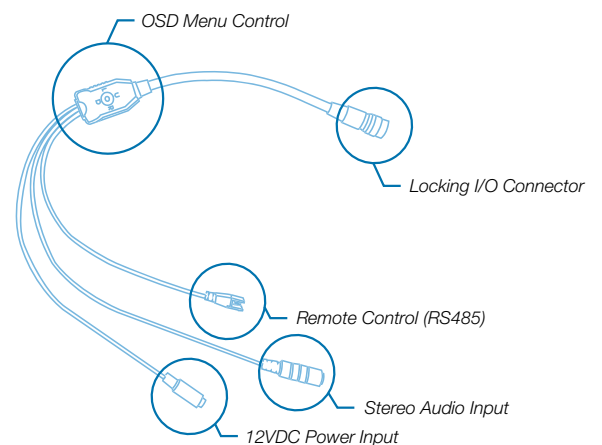 OSD Menu Control
Locking I/O Connector
Remote Control (RS485)
Stereo Audio Input
12VDC Power Input